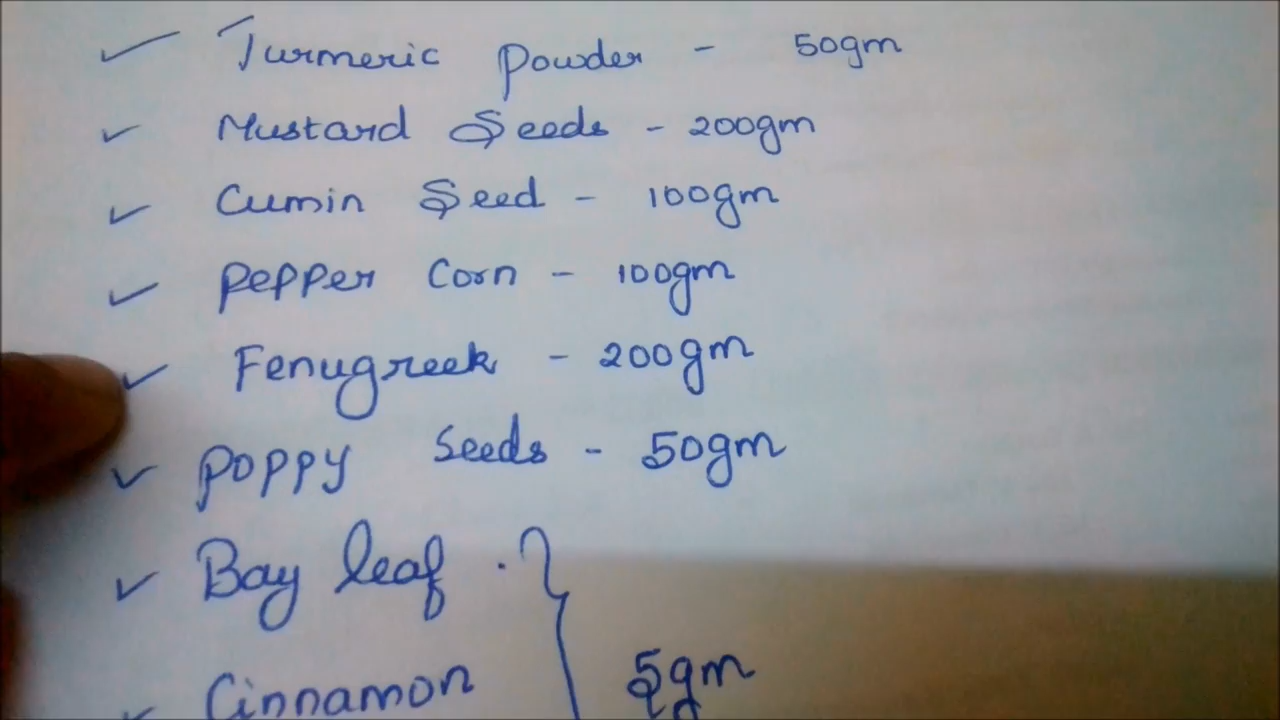 ✓ Turmeric Powder - 50gm
✓ Mustard Seeds - 200gm
✓ Cumin Seed - 100gm
✓ Pepper Corn - 100gm
✓ Fenugreek - 200gm
✓ Poppy Seeds - 50gm
✓ Bay leaf . }
✓ Cinnamon 5gm